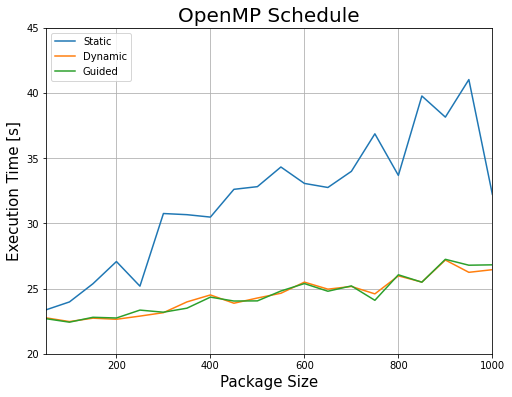 OpenMP Schedule
Static
Dynamic
Guided
Execution Time [s]
45
40
35
30
25
20
200 400 600 800 1000
Package Size